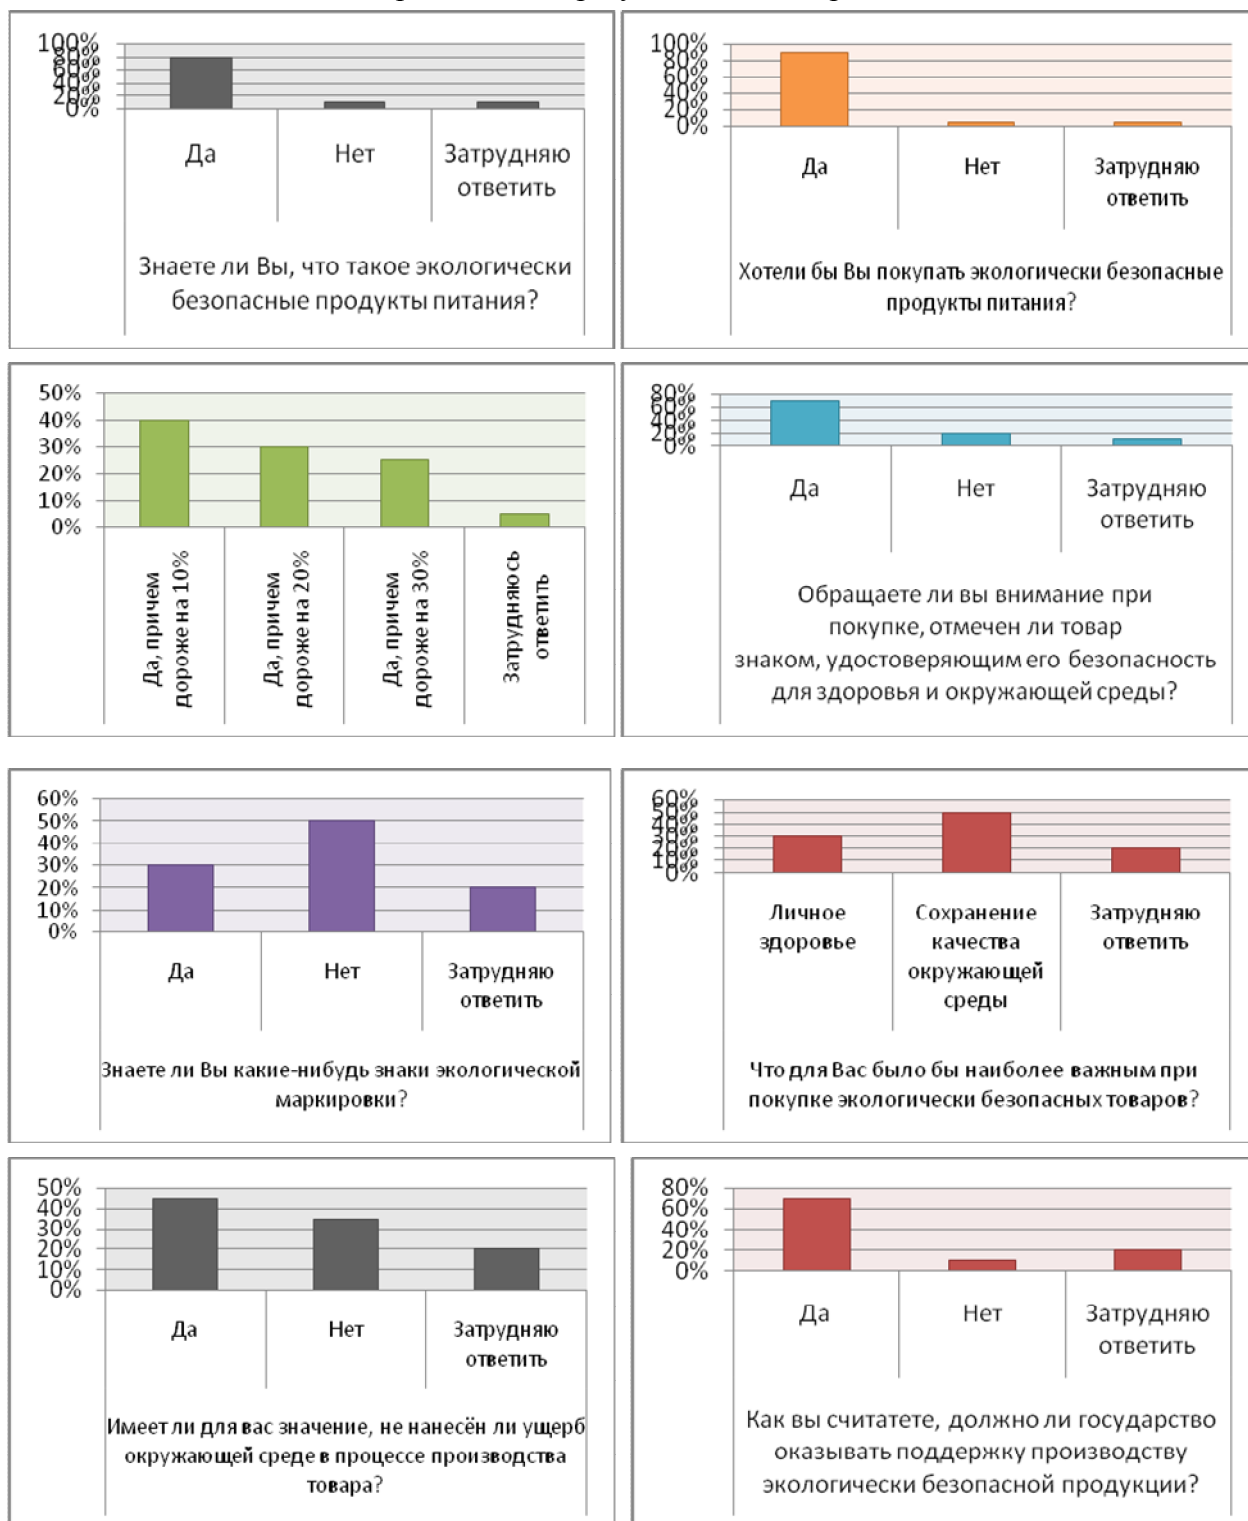 100%
80%
60%
40%
20%
0%
Да
Нет
Затрудняю
ответить
Знаете ли Вы, что такое экологически
безопасные продукты питания?
100%
80%
60%
40%
20%
0%
Да
Нет
Затрудняю
ответить
Хотели бы Вы покупать экологически безопасные
продукты питания?
50%
40%
30%
20%
10%
0%
Да, причем
дороже на 10%
Да, причем
дороже на 20%
Да, причем
дороже на 30%
Затрудняюсь
ответить
80%
60%
40%
20%
0%
Да
Нет
Затрудняю
ответить
Обращаете ли вы внимание при
покупке, отмечен ли товар
знаком, удостоверяющим его безопасность
для здоровья и окружающей среды?
60%
50%
40%
30%
20%
10%
0%
Да
Нет
Затрудняю
ответить
Знаете ли Вы какие-нибудь знаки экологической
маркировки?
60%
50%
40%
30%
20%
10%
0%
Личное
здоровье
Сохранение
качества
окружающей
среды
Затрудняю
ответить
Что для Вас было бы наиболее важным при
покупке экологически безопасных товаров?
50%
40%
30%
20%
10%
0%
Да
Нет
Затрудняю
ответить
Имеет ли для вас значение, не нанесён ли ущерб
окружающей среде в процессе производства
товара?
80%
60%
40%
20%
0%
Да
Нет
Затрудняю
ответить
Как вы считатете, должно ли государство
оказывать поддержку производству
экологически безопасной продукции?